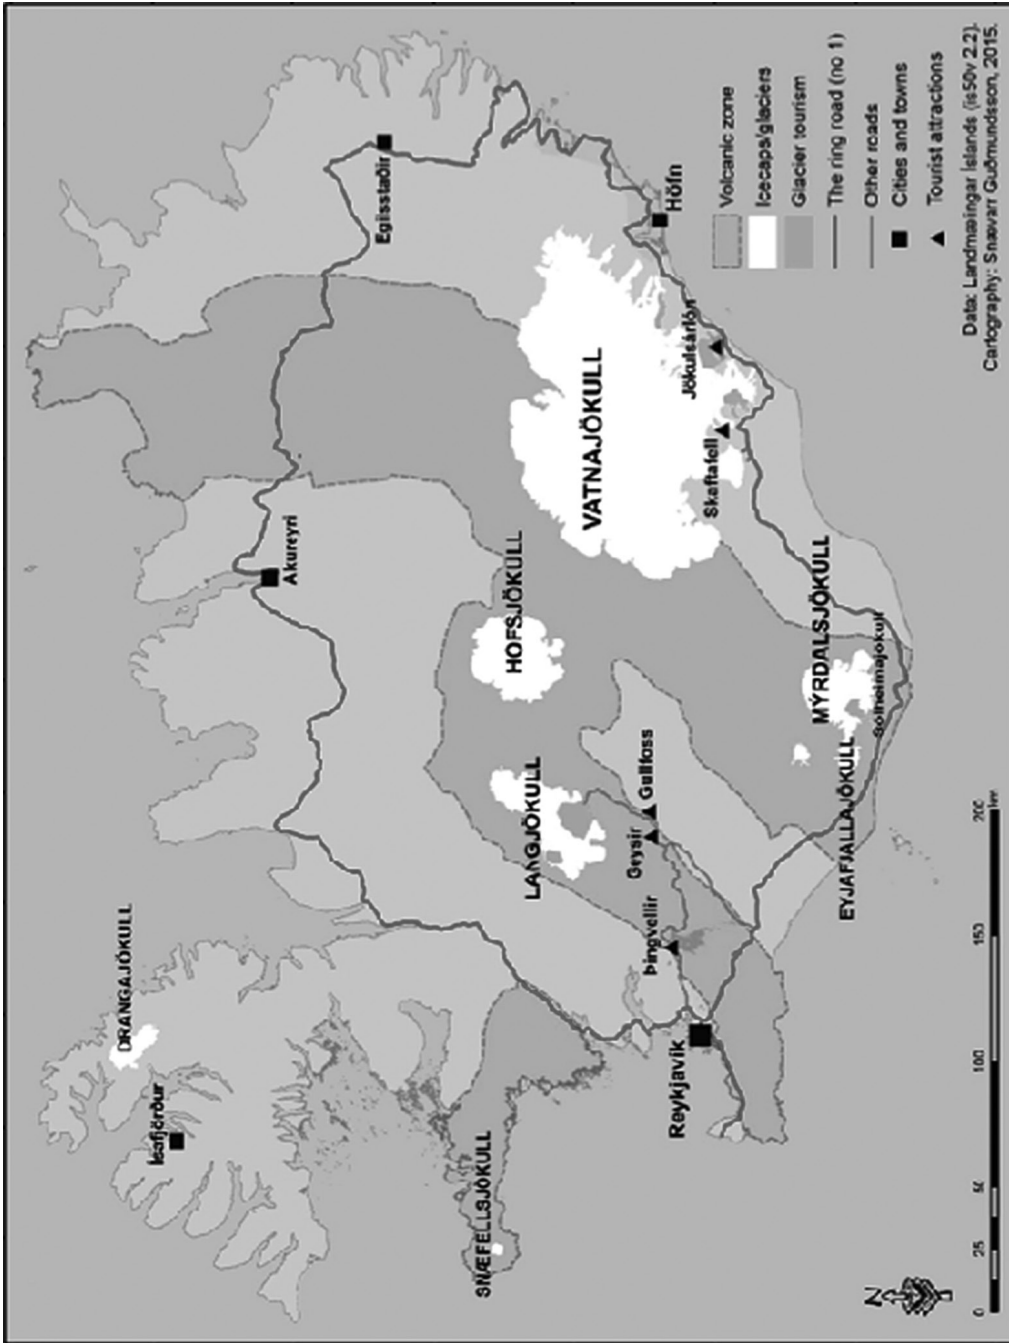 DRANGAJÖKULL
Ísafjörður
SNÆFELLSJÖKULL
Akureyri
Egilsstaðir
HOFSJÖKULL
LANGJÖKULL
VATNAJÖKULL
Gullfoss
Geysir
Þingvellir
Reykjavík
Höfn
Jökulsárlón
Skaftafell
MÝRDALSJÖKULL
Sólheimajökull
EYJAFJALLAJÖKULL
Volcanic zone
Icecaps/glaciers
Glacier tourism
The ring road (no 1)
Other roads
Cities and towns
Tourist attractions
Data: Landmælingar Íslands (is50v 2.2).
Cartography: Snævarr Guðmundsson, 2015.
N
0 25 50 100 150 200
km